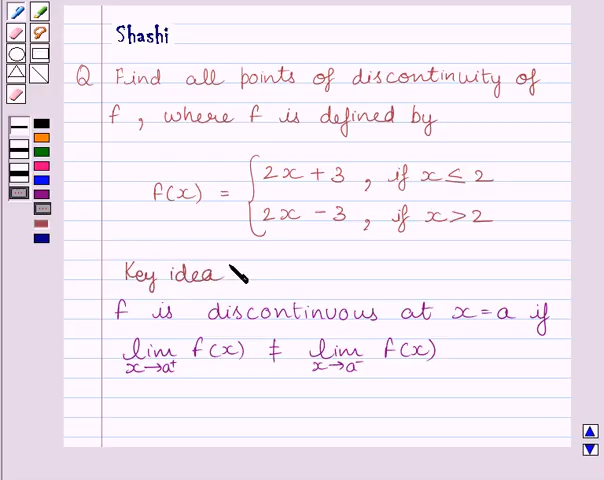 Shashi
Q Find all points of discontinuity of
f , where f is defined by
f(x) = { 2x + 3 , if x ≤ 2
2x - 3 , if x > 2
Key idea
f is discontinuous at x = a if
lim x→a⁺ f(x) ≠ lim x→a⁻ f(x)